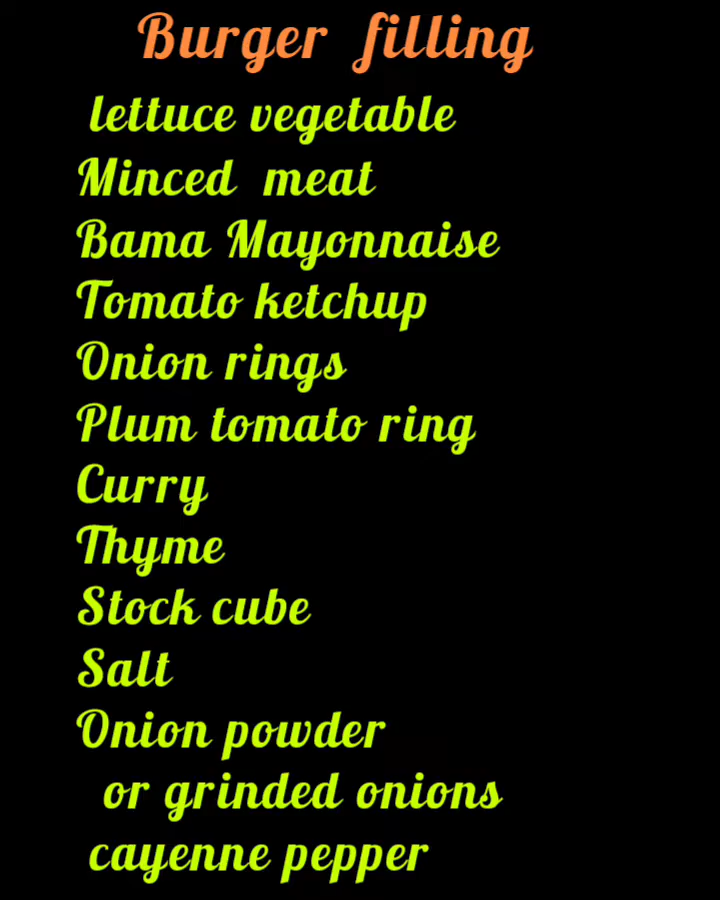 Burger filling
lettuce vegetable
Minced meat
Bama Mayonnaise
Tomato ketchup
Onion rings
Plum tomato ring
Curry
Thyme
Stock cube
Salt
Onion powder
or grinded onions
cayenne pepper